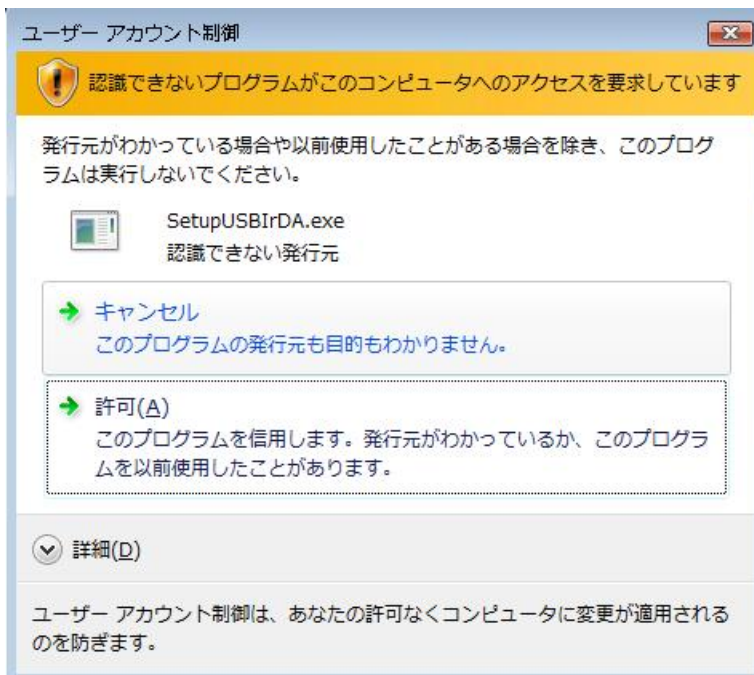 ユーザー アカウント制御
認識できないプログラムがこのコンピュータへのアクセスを要求しています
発行元がわかっている場合や以前使用したことがある場合を除き、このプログ
ラムは実行しないでください。
SetupUSBIrDA.exe
認識できない発行元
キャンセル
このプログラムの発行元も目的もわかりません。
許可(A)
このプログラムを信用します。発行元がわかっているか、このプログラ
ムを以前使用したことがあります。
詳細(D)
ユーザー アカウント制御は、あなたの許可なくコンピュータに変更が適用される
のを防ぎます。